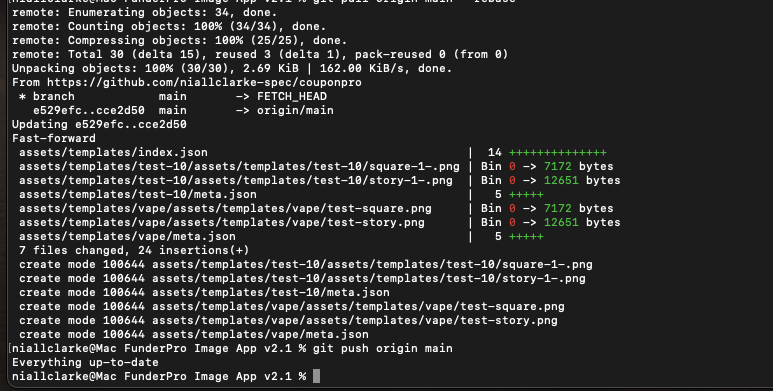 niallclarke@Mac FunderPro Image App v2.1 % git pull origin main --rebase
remote: Enumerating objects: 34, done.
remote: Counting objects: 100% (34/34), done.
remote: Compressing objects: 100% (25/25), done.
remote: Total 30 (delta 15), reused 3 (delta 1), pack-reused 0 (from 0)
Unpacking objects: 100% (30/30), 2.69 KiB | 162.00 KiB/s, done.
From https://github.com/niallclarke-spec/couponpro
 * branch            main       -> FETCH_HEAD
   e529efc..cce2d50  main       -> origin/main
Updating e529efc..cce2d50
Fast-forward
 assets/templates/index.json                                        |  14 ++++++++++++++
 assets/templates/test-10/assets/templates/test-10/square-1-.png | Bin 0 -> 7172 bytes
 assets/templates/test-10/assets/templates/test-10/story-1-.png | Bin 0 -> 12651 bytes
 assets/templates/test-10/meta.json                                 |   5 +++++
 assets/templates/vape/assets/templates/vape/test-square.png     | Bin 0 -> 7172 bytes
 assets/templates/vape/assets/templates/vape/test-story.png      | Bin 0 -> 12651 bytes
 assets/templates/vape/meta.json                                    |   5 +++++
 7 files changed, 24 insertions(+)
 create mode 100644 assets/templates/test-10/assets/templates/test-10/square-1-.png
 create mode 100644 assets/templates/test-10/assets/templates/test-10/story-1-.png
 create mode 100644 assets/templates/test-10/meta.json
 create mode 100644 assets/templates/vape/assets/templates/vape/test-square.png
 create mode 100644 assets/templates/vape/assets/templates/vape/test-story.png
 create mode 100644 assets/templates/vape/meta.json
[niallclarke@Mac FunderPro Image App v2.1 % git push origin main
Everything up-to-date
niallclarke@Mac FunderPro Image App v2.1 %